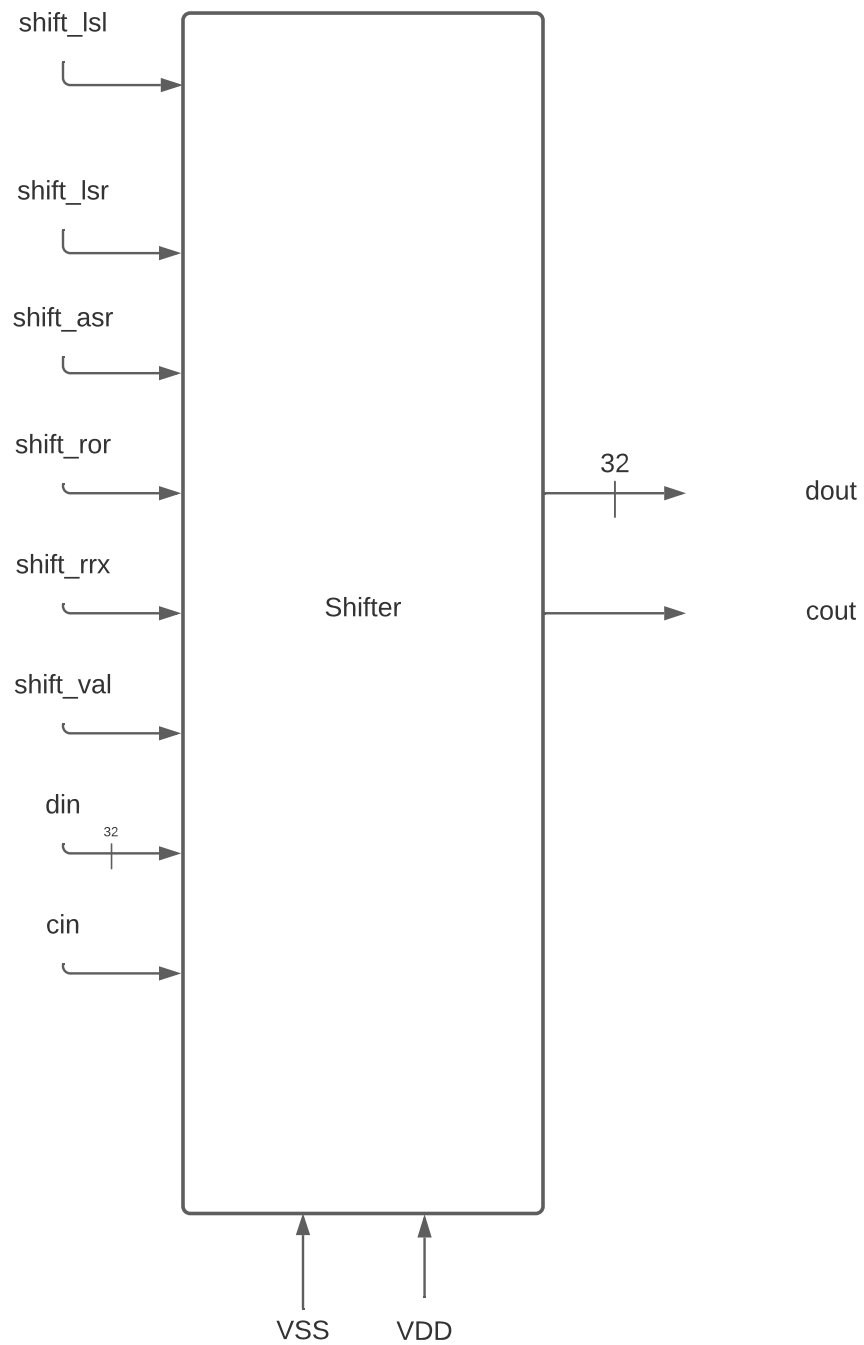 shift_lsl
shift_lsr
shift_asr
shift_ror
32
dout
shift_rrx
Shifter
cout
shift_val
din
32
cin
VSS
VDD